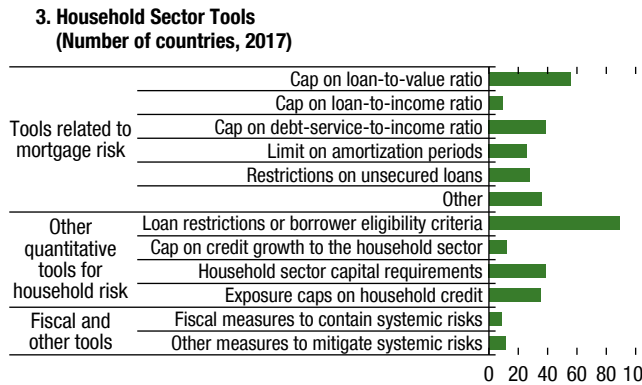 3. Household Sector Tools
(Number of countries, 2017)
Tools related to
mortgage risk
Cap on loan-to-value ratio
Cap on loan-to-income ratio
Cap on debt-service-to-income ratio
Limit on amortization periods
Restrictions on unsecured loans
Other
Other
quantitative
tools for
household risk
Loan restrictions or borrower eligibility criteria
Cap on credit growth to the household sector
Household sector capital requirements
Exposure caps on household credit
Fiscal and
other tools
Fiscal measures to contain systemic risks
Other measures to mitigate systemic risks
0 20 40 60 80 10